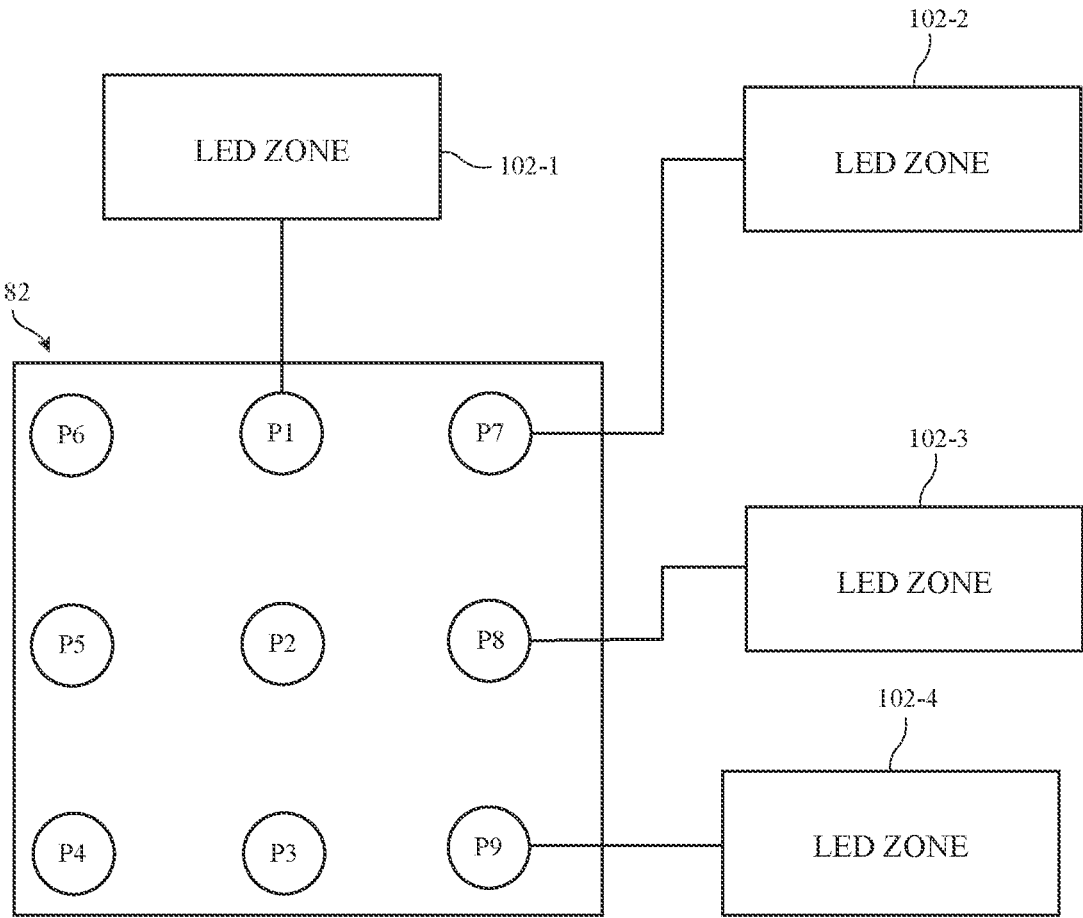 102-2
LED ZONE
102-1
LED ZONE
82
P6
P1
P7
102-3
LED ZONE
P5
P2
P8
102-4
P4
P3
P9
LED ZONE